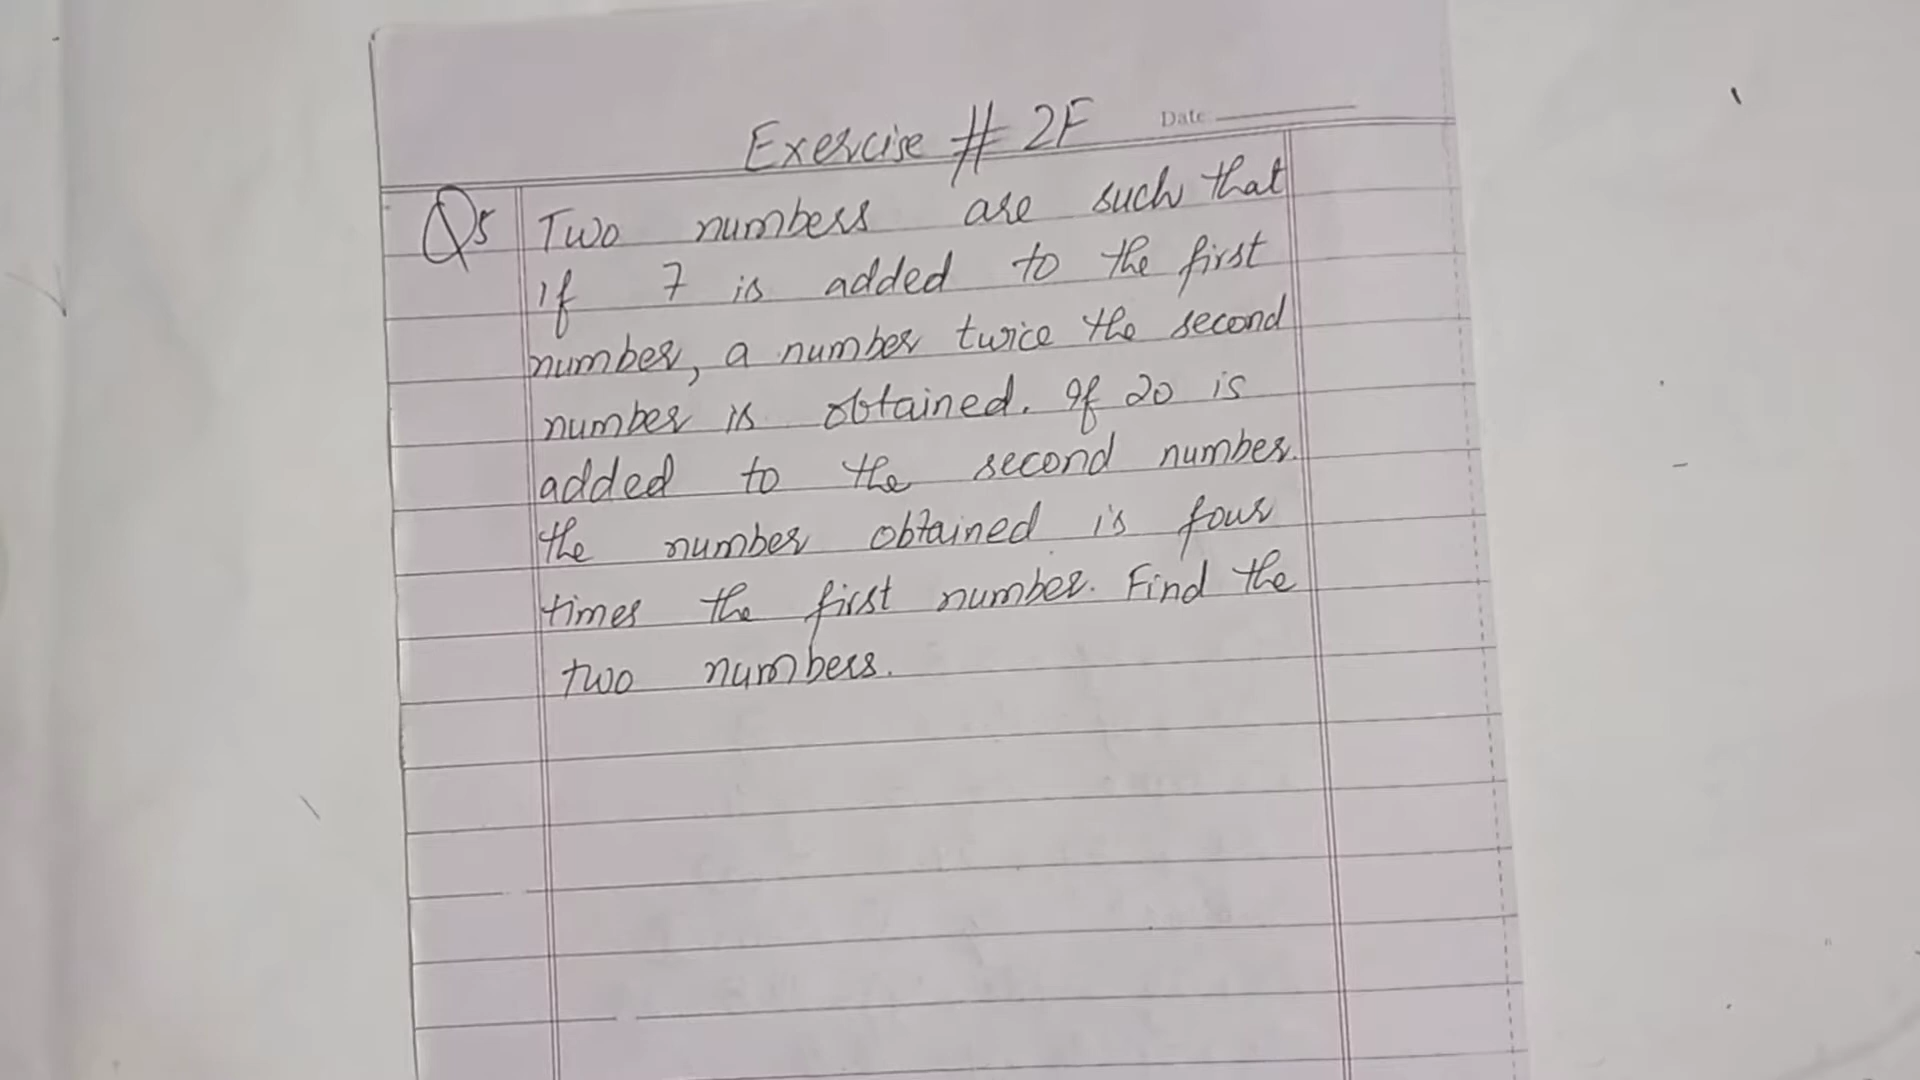 Exercise # 2F
Date:
Q5 Two numbers are such that
if 7 is added to the first
number, a number twice the second
number is obtained. If 20 is
added to the second number.
the number obtained is four
times the first number. Find the
two numbers.